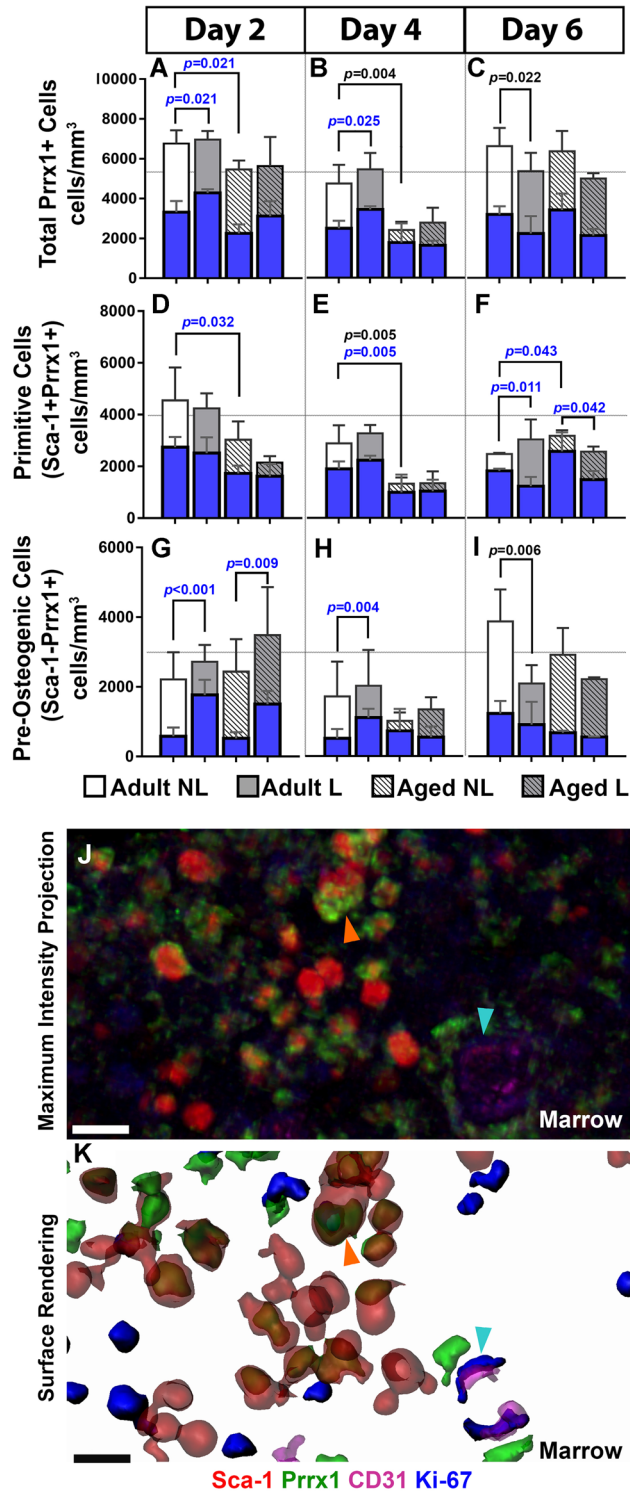 Day 2 Day 4 Day 6
Total Prrx1+ Cells
cells/mm³
10000
8000
6000
4000
2000
0
A
p=0.021
p=0.021
B
p=0.004
p=0.025
C
p=0.022
Primitive Cells
(Sca-1+Prrx1+)
cells/mm³
8000
6000
4000
2000
0
D
p=0.032
E
p=0.005
p=0.005
F
p=0.043
p=0.011
p=0.042
Pre-Osteogenic Cells
(Sca-1-Prrx1+)
cells/mm³
6000
4000
2000
0
G
p<0.001
p=0.009
H
p=0.004
I
p=0.006
Adult NL Adult L Aged NL Aged L
Maximum Intensity Projection
J
Marrow
Surface Rendering
K
Marrow
Sca-1 Prrx1 CD31 Ki-67